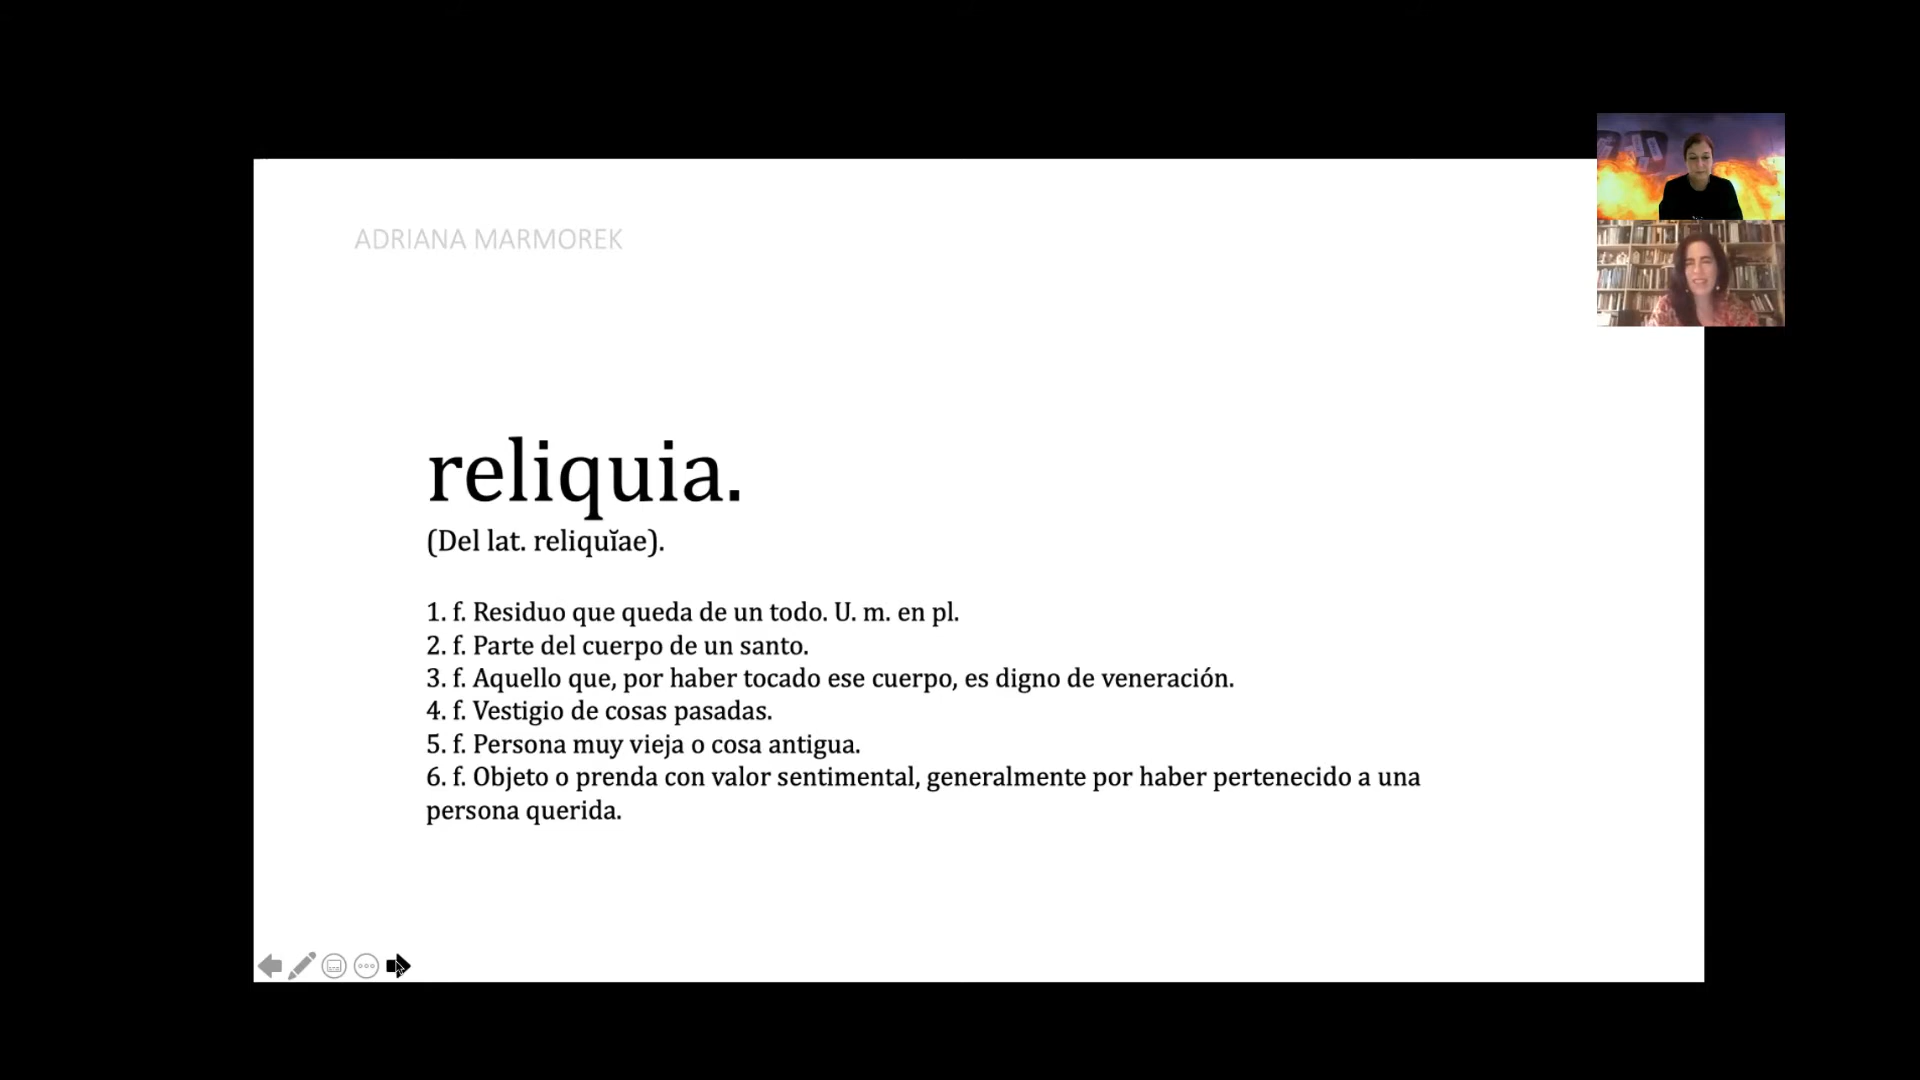 ADRIANA MARMOREK
reliquia.
(Del lat. reliquĭae).
1. f. Residuo que queda de un todo. U. m. en pl.
2. f. Parte del cuerpo de un santo.
3. f. Aquello que, por haber tocado ese cuerpo, es digno de veneración.
4. f. Vestigio de cosas pasadas.
5. f. Persona muy vieja o cosa antigua.
6. f. Objeto o prenda con valor sentimental, generalmente por haber pertenecido a una
persona querida.